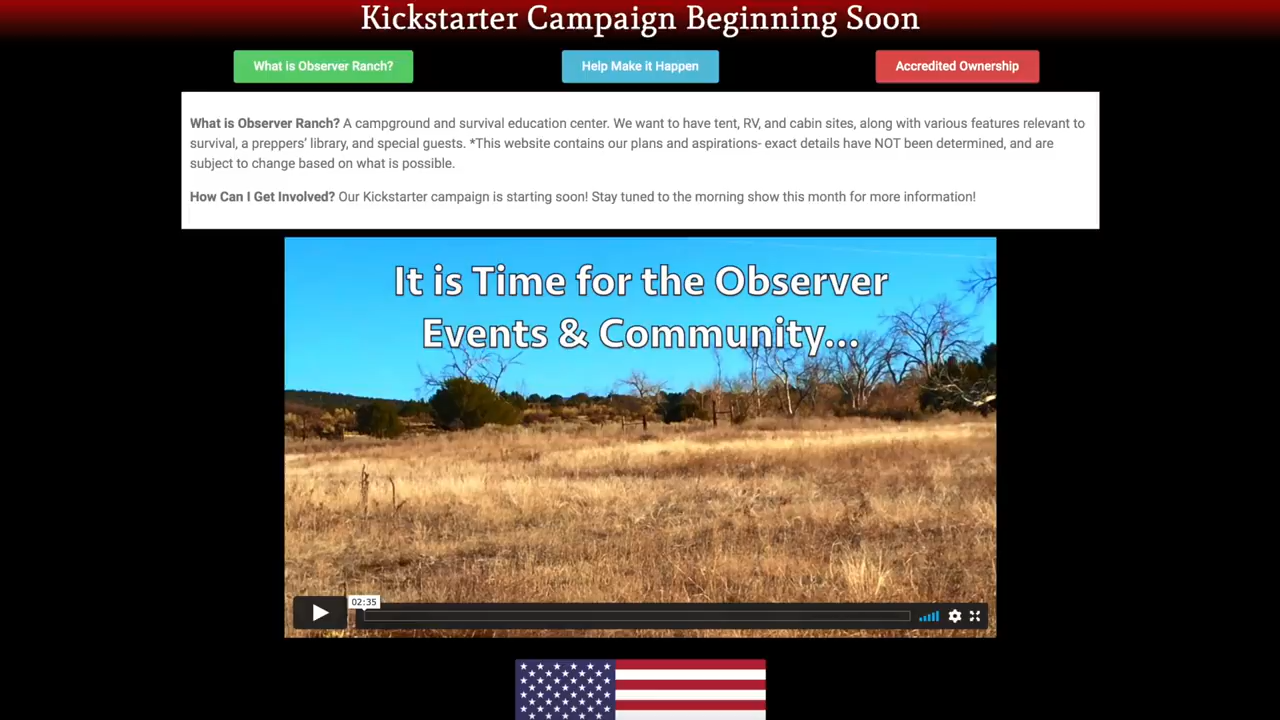 Kickstarter Campaign Beginning Soon
What is Observer Ranch?
Help Make it Happen
Accredited Ownership
What is Observer Ranch? A campground and survival education center. We want to have tent, RV, and cabin sites, along with various features relevant to
survival, a preppers' library, and special guests. *This website contains our plans and aspirations- exact details have NOT been determined, and are
subject to change based on what is possible.
How Can I Get Involved? Our Kickstarter campaign is starting soon! Stay tuned to the morning show this month for more information!
It is Time for the Observer
Events & Community...
02:35